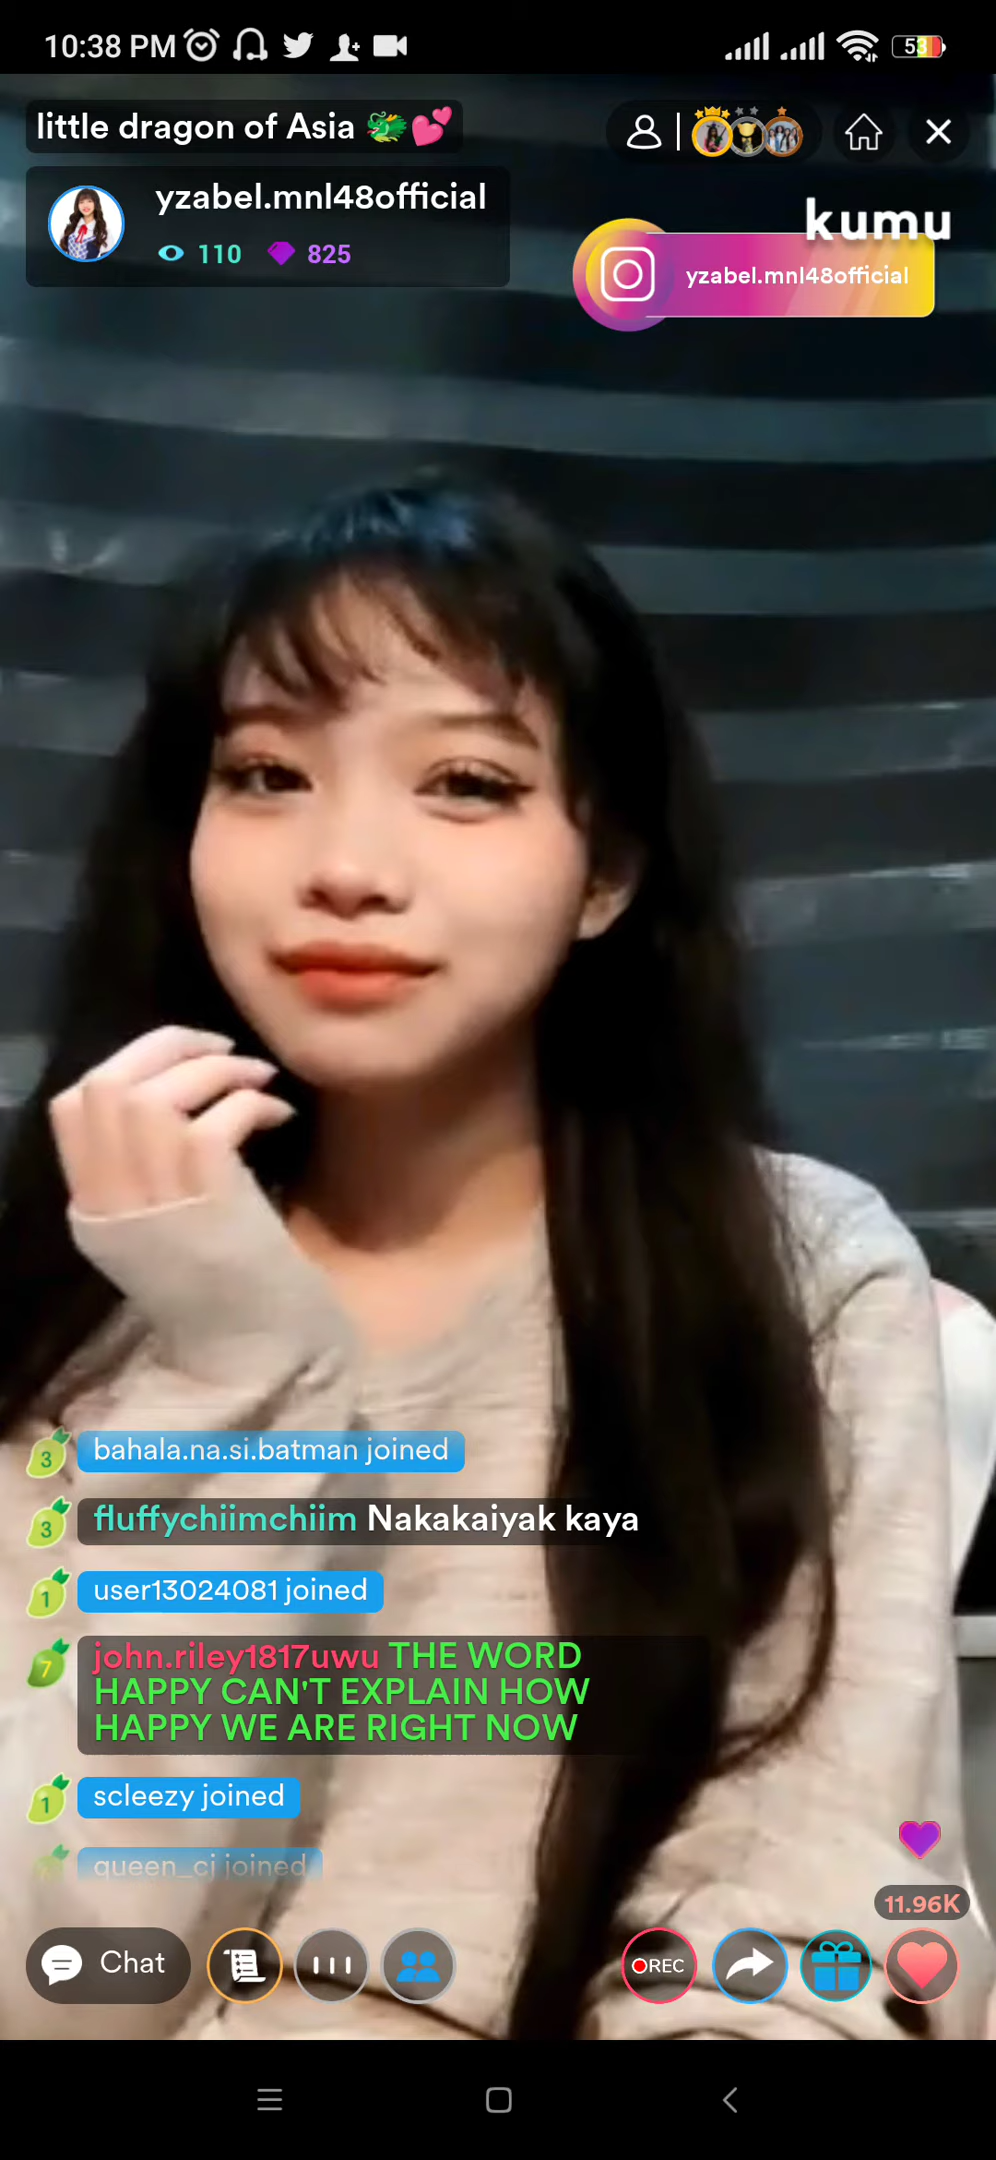 10:38 PM
53
little dragon of Asia 🐲💕
yzabel.mnl48official
110 825
kumu
yzabel.mnl48official
3 bahala.na.si.batman joined
3 fluffychiimchiim Nakakaiyak kaya
1 user13024081 joined
7 john.riley1817uwu THE WORD
HAPPY CAN'T EXPLAIN HOW
HAPPY WE ARE RIGHT NOW
1 scleezy joined
queen_cj joined
11.96K
Chat
REC